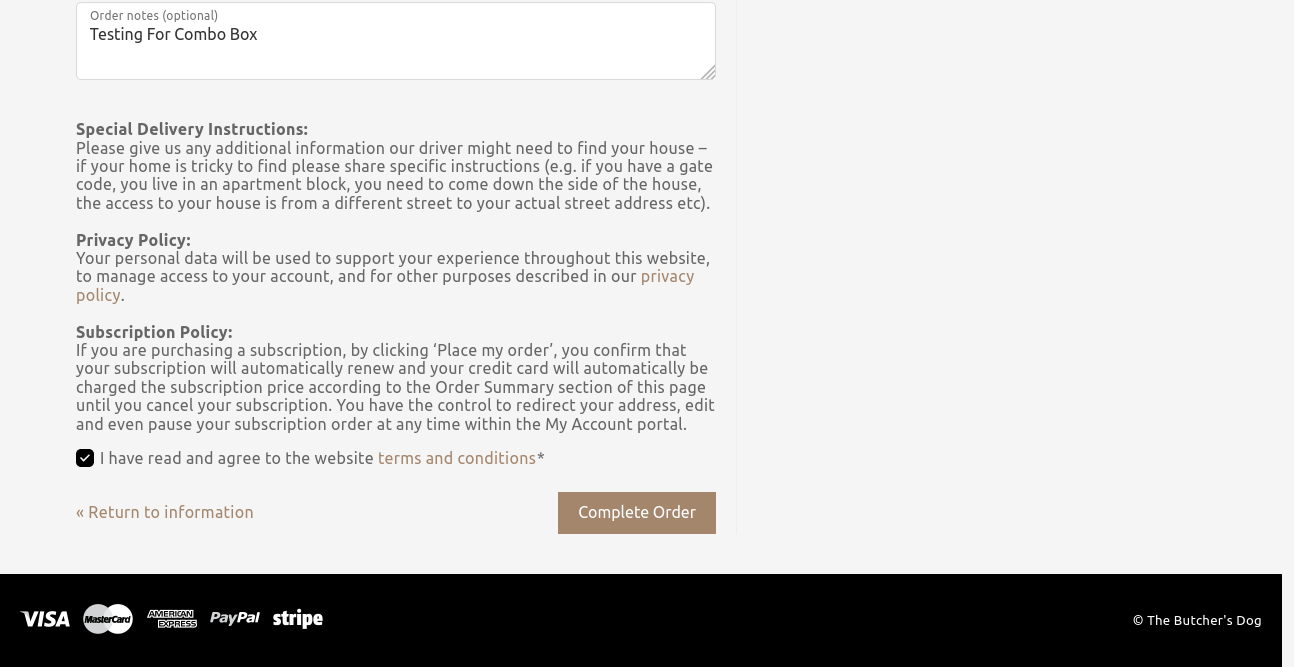 Order notes (optional)
Testing For Combo Box
Special Delivery Instructions:
Please give us any additional information our driver might need to find your house –
if your home is tricky to find please share specific instructions (e.g. if you have a gate
code, you live in an apartment block, you need to come down the side of the house,
the access to your house is from a different street to your actual street address etc).
Privacy Policy:
Your personal data will be used to support your experience throughout this website,
to manage access to your account, and for other purposes described in our privacy
policy.
Subscription Policy:
If you are purchasing a subscription, by clicking ‘Place my order’, you confirm that
your subscription will automatically renew and your credit card will automatically be
charged the subscription price according to the Order Summary section of this page
until you cancel your subscription. You have the control to redirect your address, edit
and even pause your subscription order at any time within the My Account portal.
I have read and agree to the website terms and conditions*
« Return to information
Complete Order
VISA
MasterCard
AMERICAN
EXPRESS
PayPal
stripe
© The Butcher's Dog